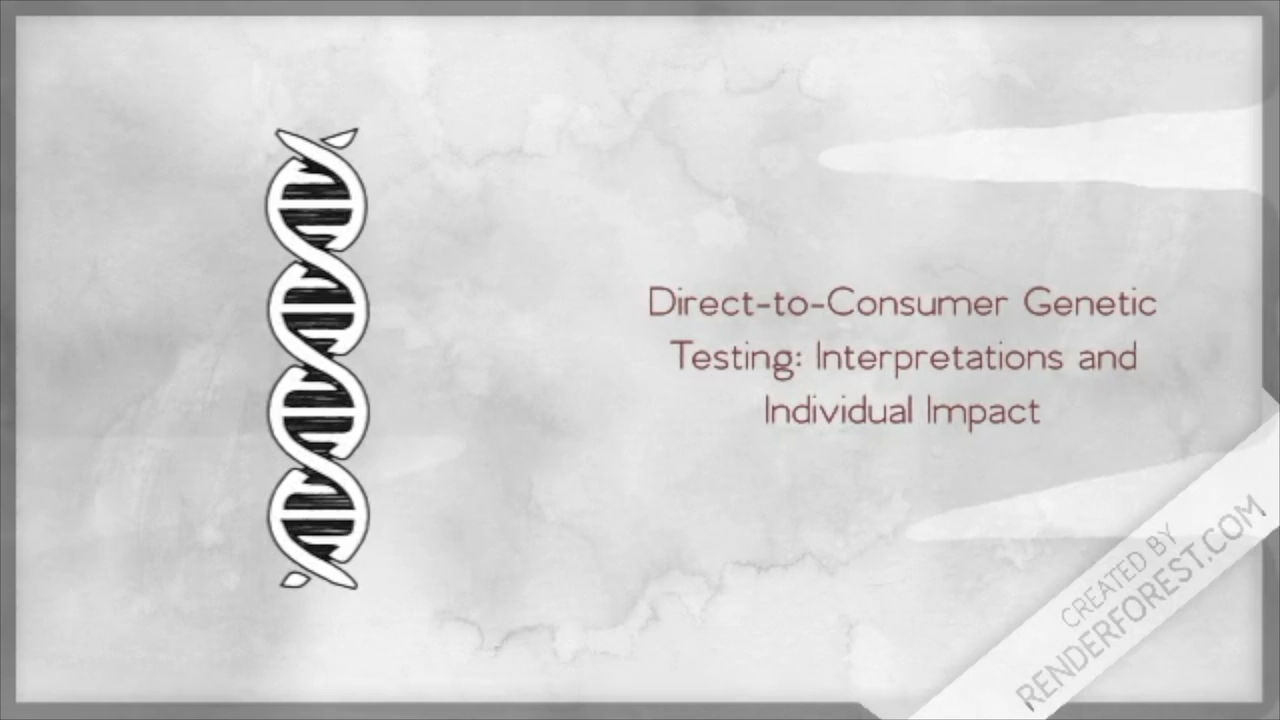 Direct-to-Consumer Genetic
Testing: Interpretations and
Individual Impact
CREATED BY
RENDERFOREST.COM